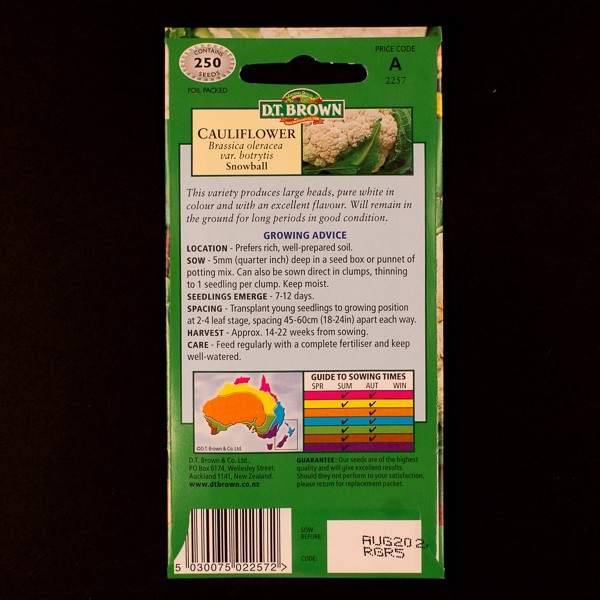 CONTAINS
250
SEEDS
FOIL PACKED
PRICE CODE
A
2257
D.T. BROWN
CAULIFLOWER
Brassica oleracea
var. botrytis
Snowball
This variety produces large heads, pure white in
colour and with an excellent flavour. Will remain in
the ground for long periods in good condition.
GROWING ADVICE
LOCATION - Prefers rich, well-prepared soil.
SOW - 5mm (quarter inch) deep in a seed box or punnet of
potting mix. Can also be sown direct in clumps, thinning
to 1 seedling per clump. Keep moist.
SEEDLINGS EMERGE - 7-12 days.
SPACING - Transplant young seedlings to growing position
at 2-4 leaf stage, spacing 45-60cm (18-24in) apart each way.
HARVEST - Approx. 14-22 weeks from sowing.
CARE - Feed regularly with a complete fertiliser and keep
well-watered.
GUIDE TO SOWING TIMES
SPR SUM AUT WIN
©D.T. Brown & Co. Ltd.
D.T. Brown & Co. Ltd.,
PO Box 6174, Wellesley Street,
Auckland 1141, New Zealand.
www.dtbrown.co.nz
GUARANTEE: Our seeds are of the highest
quality and will give excellent results.
Should they not perform to your satisfaction,
please return for replacement packet.
SOW
BEFORE:
CODE:
AUG202
RGR5
5 030075 022572 >